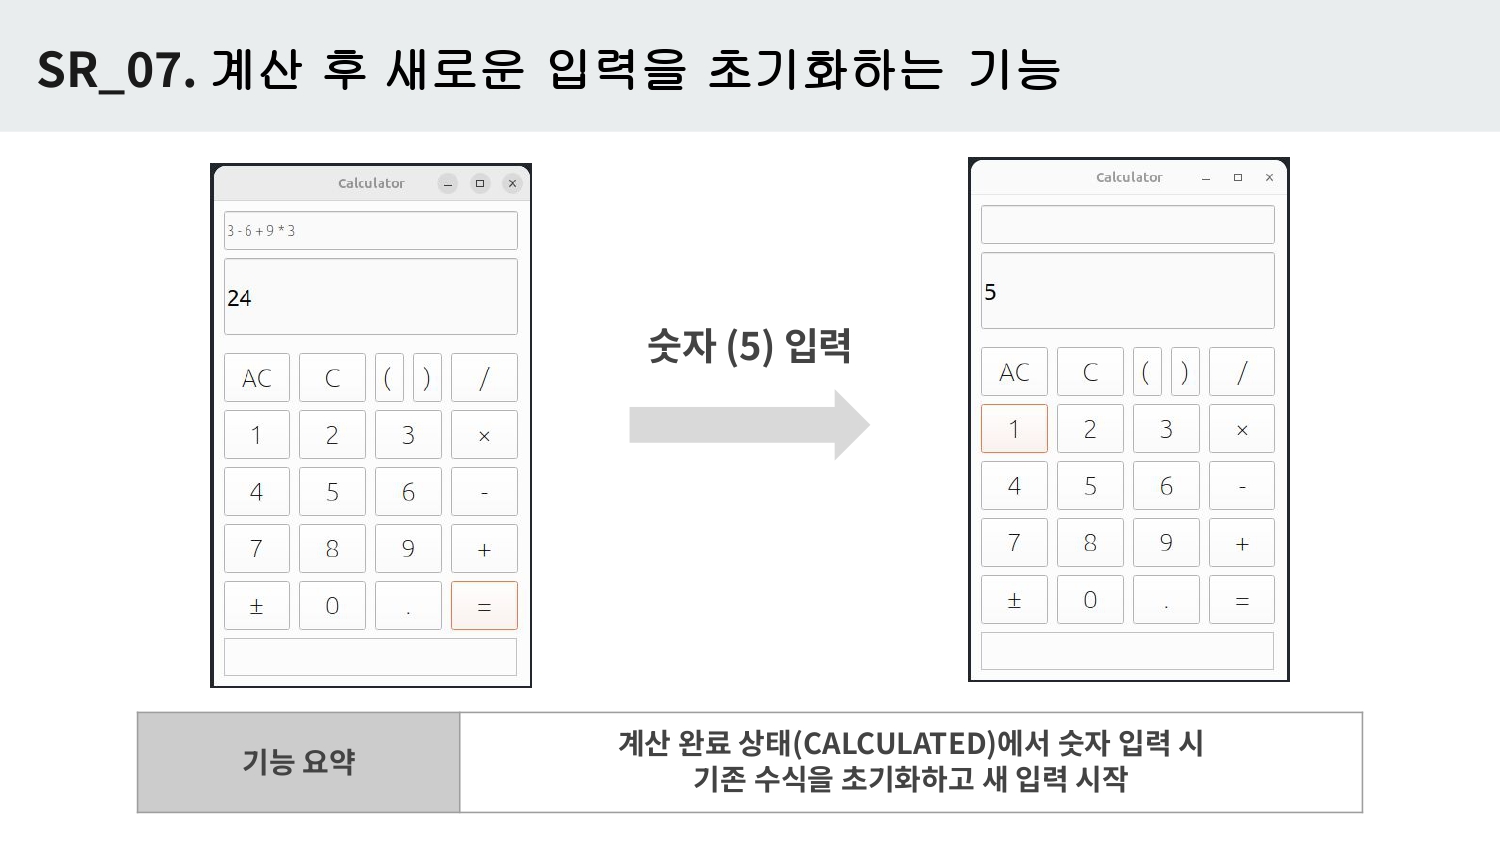 SR_07. 계산 후 새로운 입력을 초기화하는 기능
Calculator
3-6+9*3
24
AC C ( ) /
1 2 3 ×
4 5 6 -
7 8 9 +
± 0 . =
숫자 (5) 입력
Calculator
5
AC C ( ) /
1 2 3 ×
4 5 6 -
7 8 9 +
± 0 . =
기능 요약
계산 완료 상태(CALCULATED)에서 숫자 입력 시
기존 수식을 초기화하고 새 입력 시작